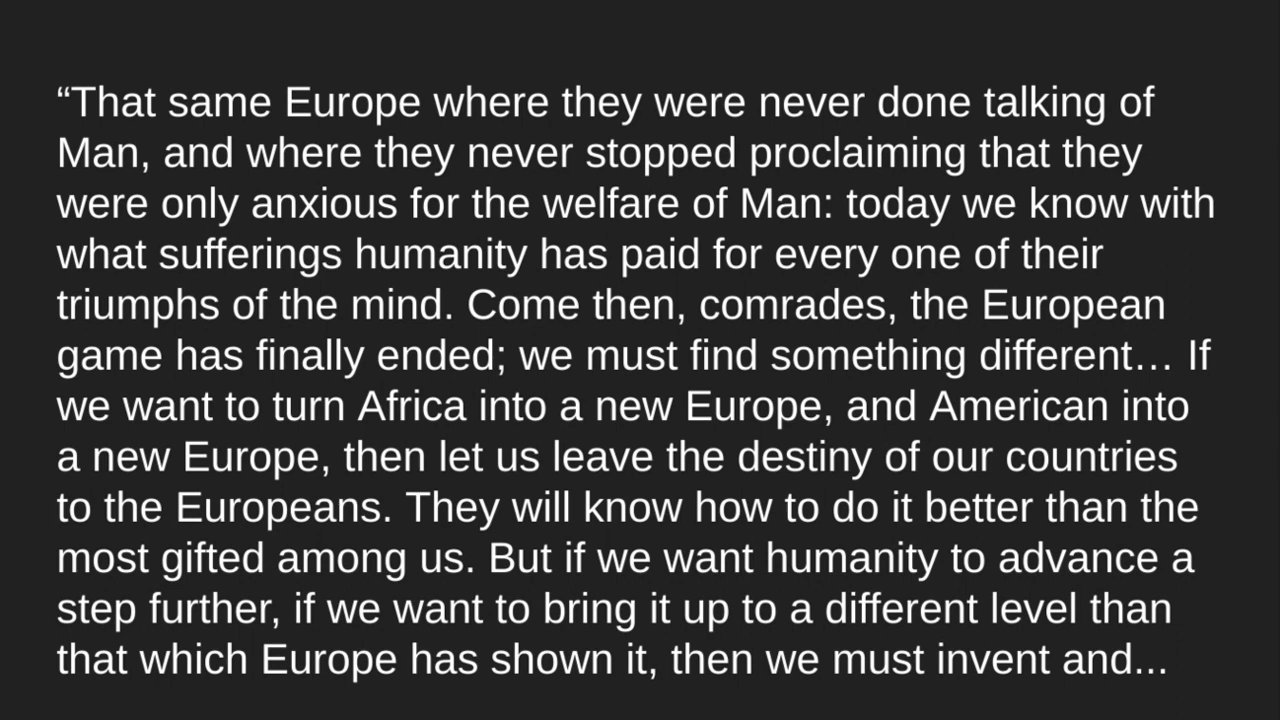 “That same Europe where they were never done talking of
Man, and where they never stopped proclaiming that they
were only anxious for the welfare of Man: today we know with
what sufferings humanity has paid for every one of their
triumphs of the mind. Come then, comrades, the European
game has finally ended; we must find something different… If
we want to turn Africa into a new Europe, and American into
a new Europe, then let us leave the destiny of our countries
to the Europeans. They will know how to do it better than the
most gifted among us. But if we want humanity to advance a
step further, if we want to bring it up to a different level than
that which Europe has shown it, then we must invent and...